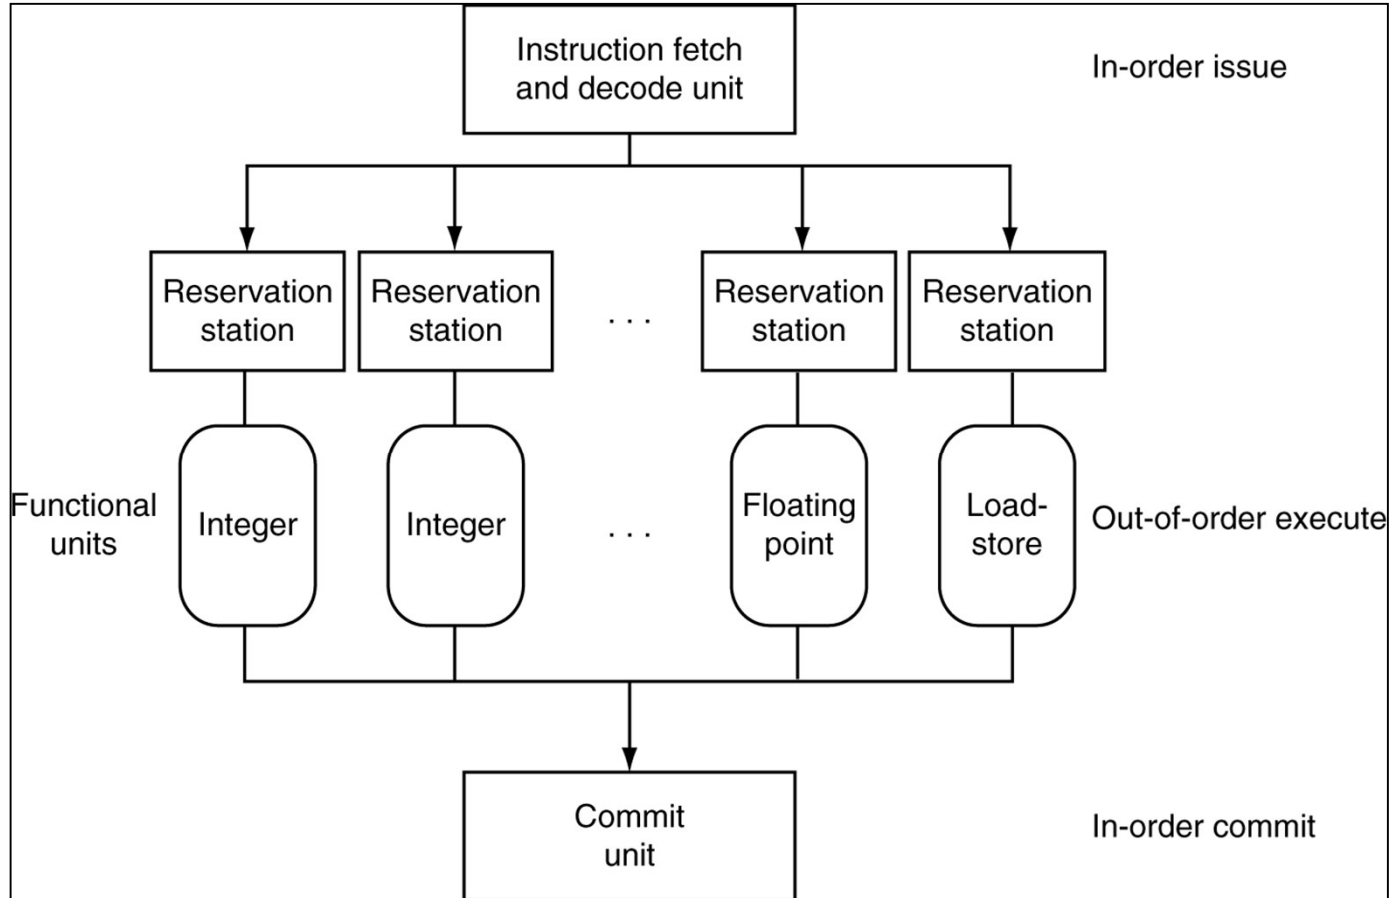 Instruction fetch
and decode unit
In-order issue
Reservation
station
Reservation
station
. . .
Reservation
station
Reservation
station
Functional
units
Integer
Integer
. . .
Floating
point
Load-
store
Out-of-order execute
Commit
unit
In-order commit